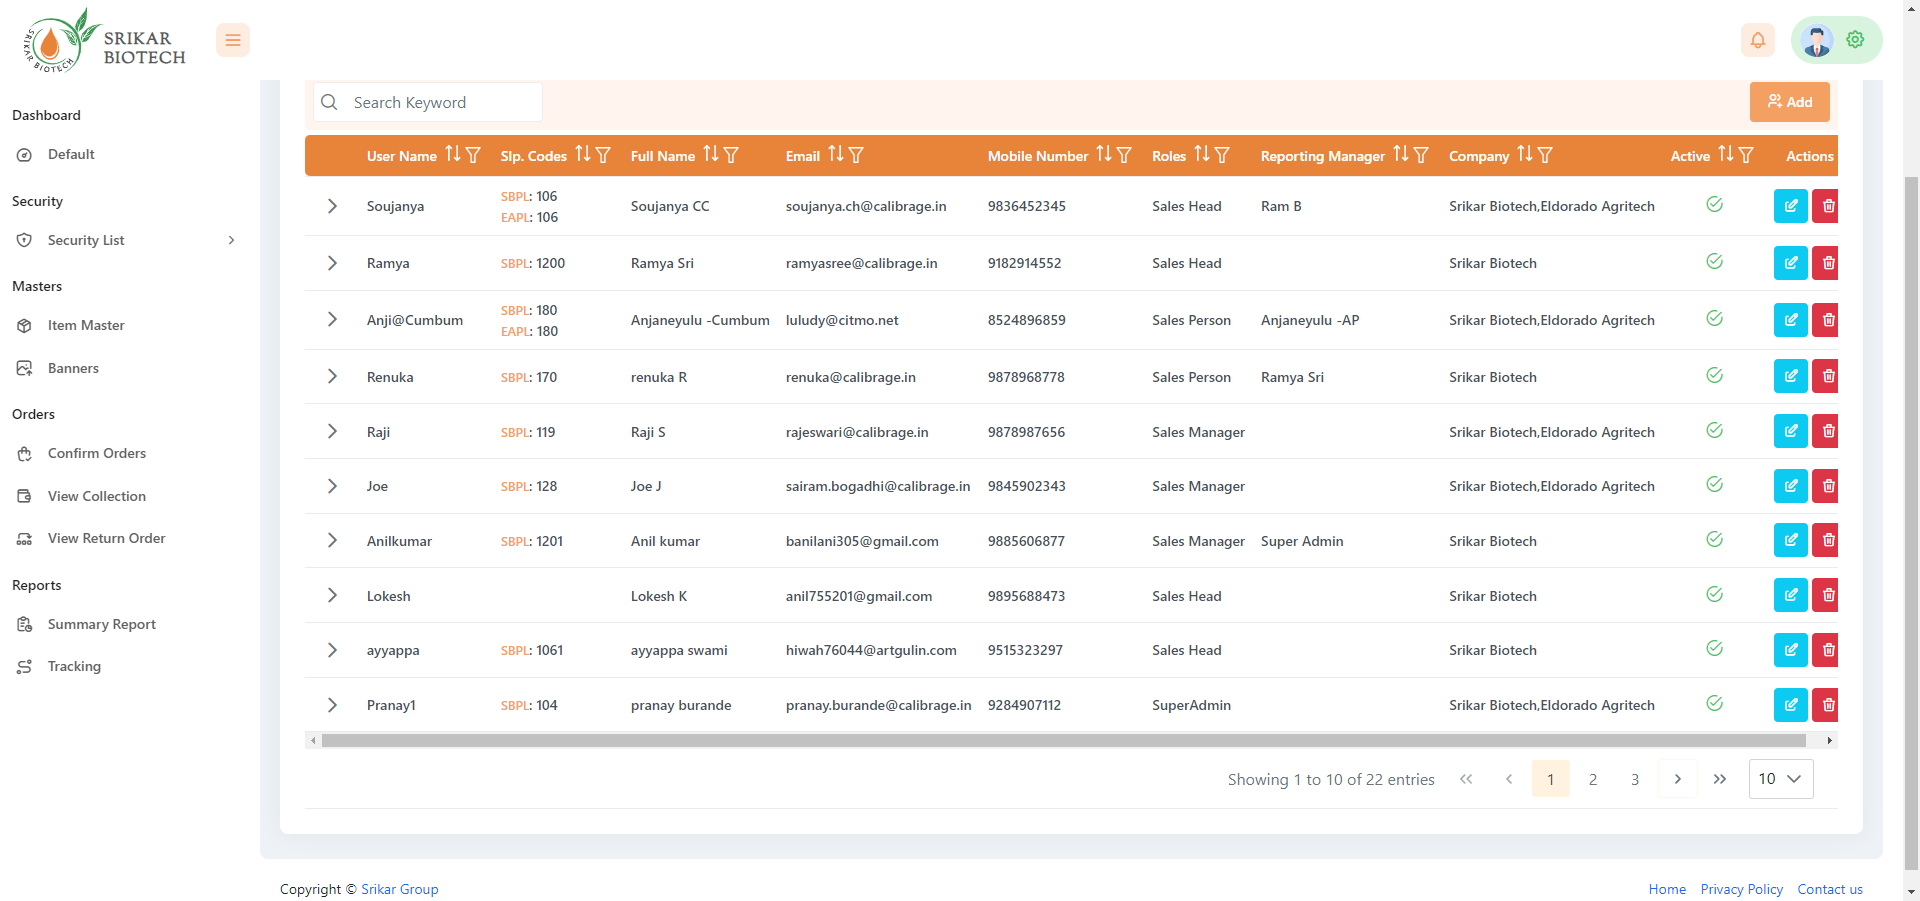 SRIKAR BIOTECH
SRIKAR
BIOTECH
Dashboard
Default
Security
Security List
Masters
Item Master
Banners
Orders
Confirm Orders
View Collection
View Return Order
Reports
Summary Report
Tracking
Search Keyword
Add
User Name Slp. Codes Full Name Email Mobile Number Roles Reporting Manager Company Active Actions
Soujanya SBPL: 106 EAPL: 106 Soujanya CC soujanya.ch@calibrage.in 9836452345 Sales Head Ram B Srikar Biotech,Eldorado Agritech
Ramya SBPL: 1200 Ramya Sri ramyasree@calibrage.in 9182914552 Sales Head Srikar Biotech
Anji@Cumbum SBPL: 180 EAPL: 180 Anjaneyulu -Cumbum luludy@citmo.net 8524896859 Sales Person Anjaneyulu -AP Srikar Biotech,Eldorado Agritech
Renuka SBPL: 170 renuka R renuka@calibrage.in 9878968778 Sales Person Ramya Sri Srikar Biotech
Raji SBPL: 119 Raji S rajeswari@calibrage.in 9878987656 Sales Manager Srikar Biotech,Eldorado Agritech
Joe SBPL: 128 Joe J sairam.bogadhi@calibrage.in 9845902343 Sales Manager Srikar Biotech,Eldorado Agritech
Anilkumar SBPL: 1201 Anil kumar banilani305@gmail.com 9885606877 Sales Manager Super Admin Srikar Biotech
Lokesh Lokesh K anil755201@gmail.com 9895688473 Sales Head Srikar Biotech
ayyappa SBPL: 1061 ayyappa swami hiwah76044@artgulin.com 9515323297 Sales Head Srikar Biotech
Pranay1 SBPL: 104 pranay burande pranay.burande@calibrage.in 9284907112 SuperAdmin Srikar Biotech,Eldorado Agritech
Showing 1 to 10 of 22 entries 1 2 3 10
Copyright © Srikar Group Home Privacy Policy Contact us